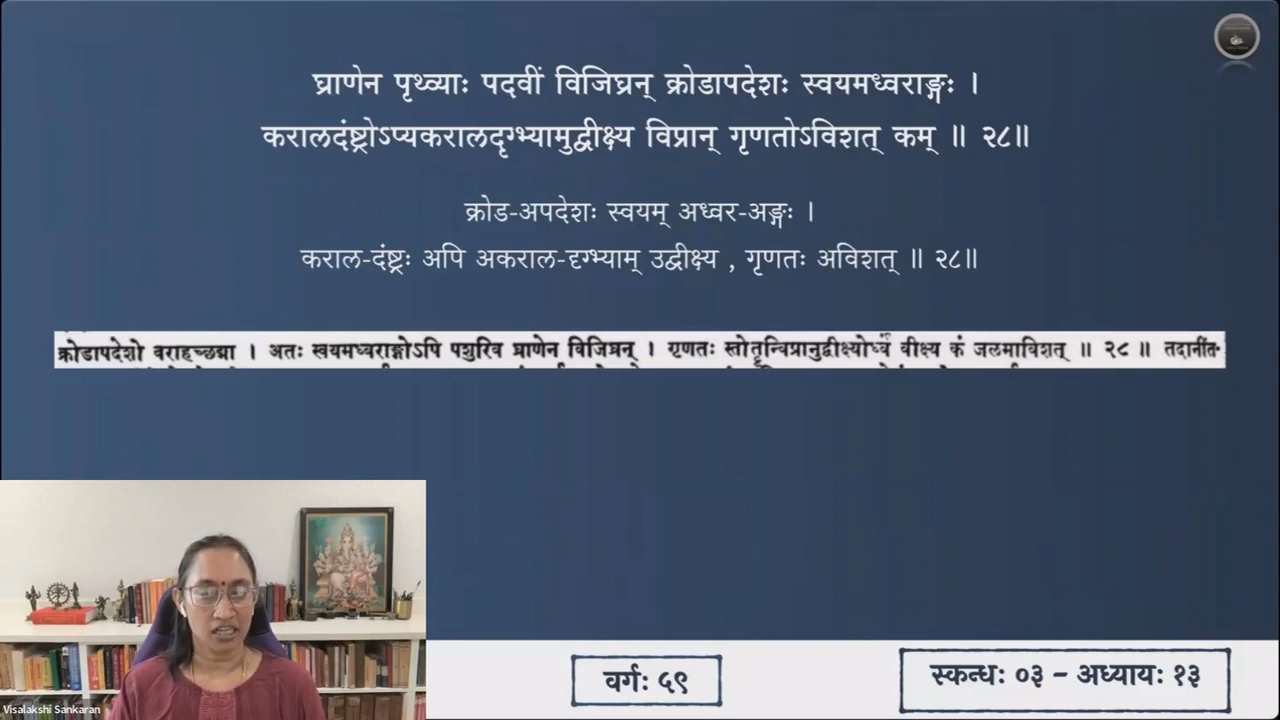 घ्राणेन पृथ्व्याः पदवीं विजिघ्रन् क्रोडापदेशः स्वयमध्वराङ्गः ।
करालदंष्ट्रोऽप्यकरालदृग्भ्यामुद्वीक्ष्य विप्रान् गृणतोऽविशत् कम् ॥ २८॥
क्रोड-अपदेशः स्वयम् अध्वर-अङ्गः ।
कराल-दंष्ट्रः अपि अकराल-दृग्भ्याम् उद्वीक्ष्य , गृणतः अविशत् ॥ २८॥
क्रोडापदेशो वराहच्छद्मा । अतः स्वयमध्वराङ्गोऽपि पशुरिव घ्राणेन विजिघ्रन् । गृणतः स्तोतॄन्विप्रानुद्वीक्ष्योर्ध्वं वीक्ष्य कं जलमाविशत् ॥ २८ ॥ तदानींत-
Visalakshi Sankaran
वर्गः ५९
स्कन्धः ०३ – अध्यायः १३